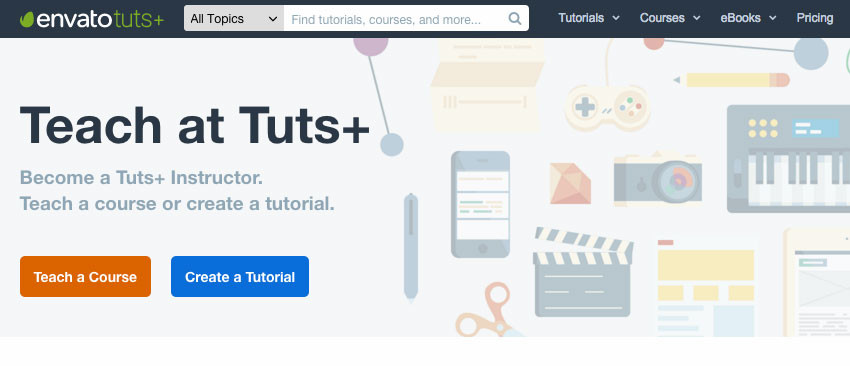 envatotuts+ All Topics Find tutorials, courses, and more... Tutorials Courses eBooks Pricing
Teach at Tuts+
Become a Tuts+ Instructor.
Teach a course or create a tutorial.
Teach a Course Create a Tutorial